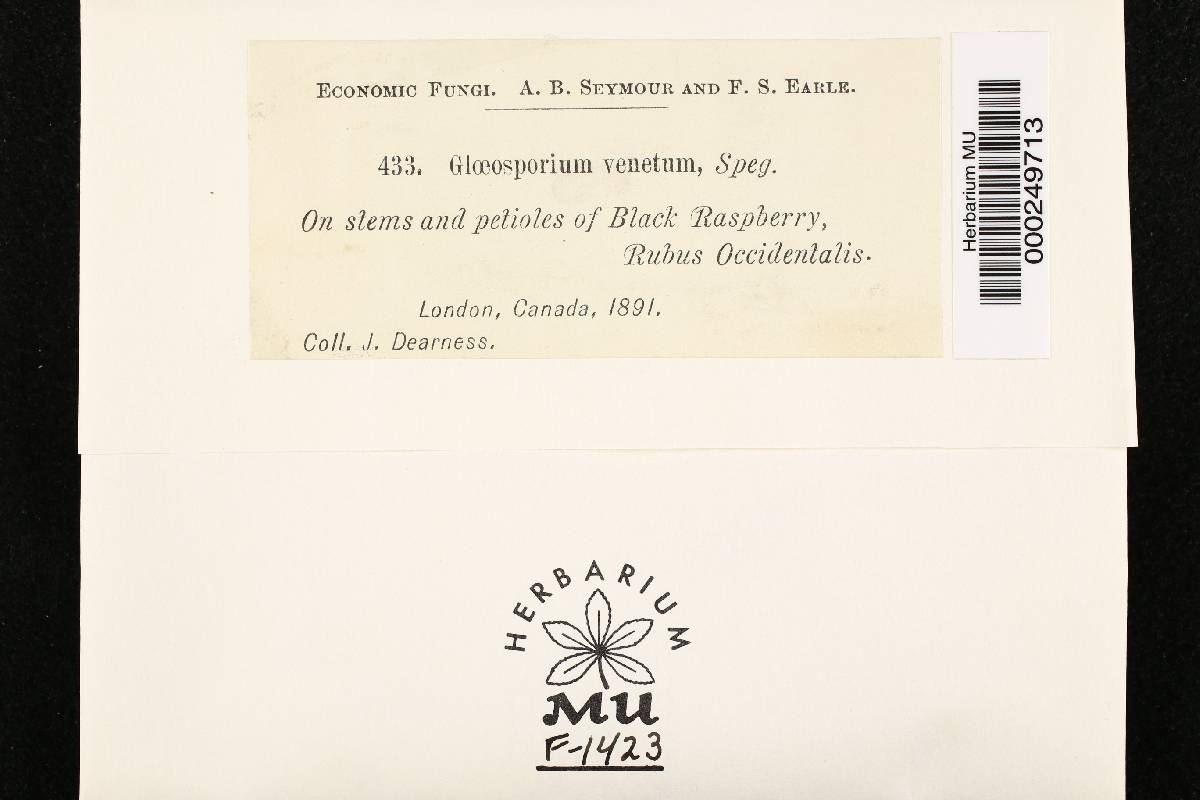 Economic Fungi. A. B. Seymour and F. S. Earle.
433. Glœosporium venetum, Speg.
On stems and petioles of Black Raspberry,
Rubus Occidentalis.
London, Canada, 1891.
Coll. J. Dearness.
Herbarium MU
000249713
HERBARIUM
MU
F-1423